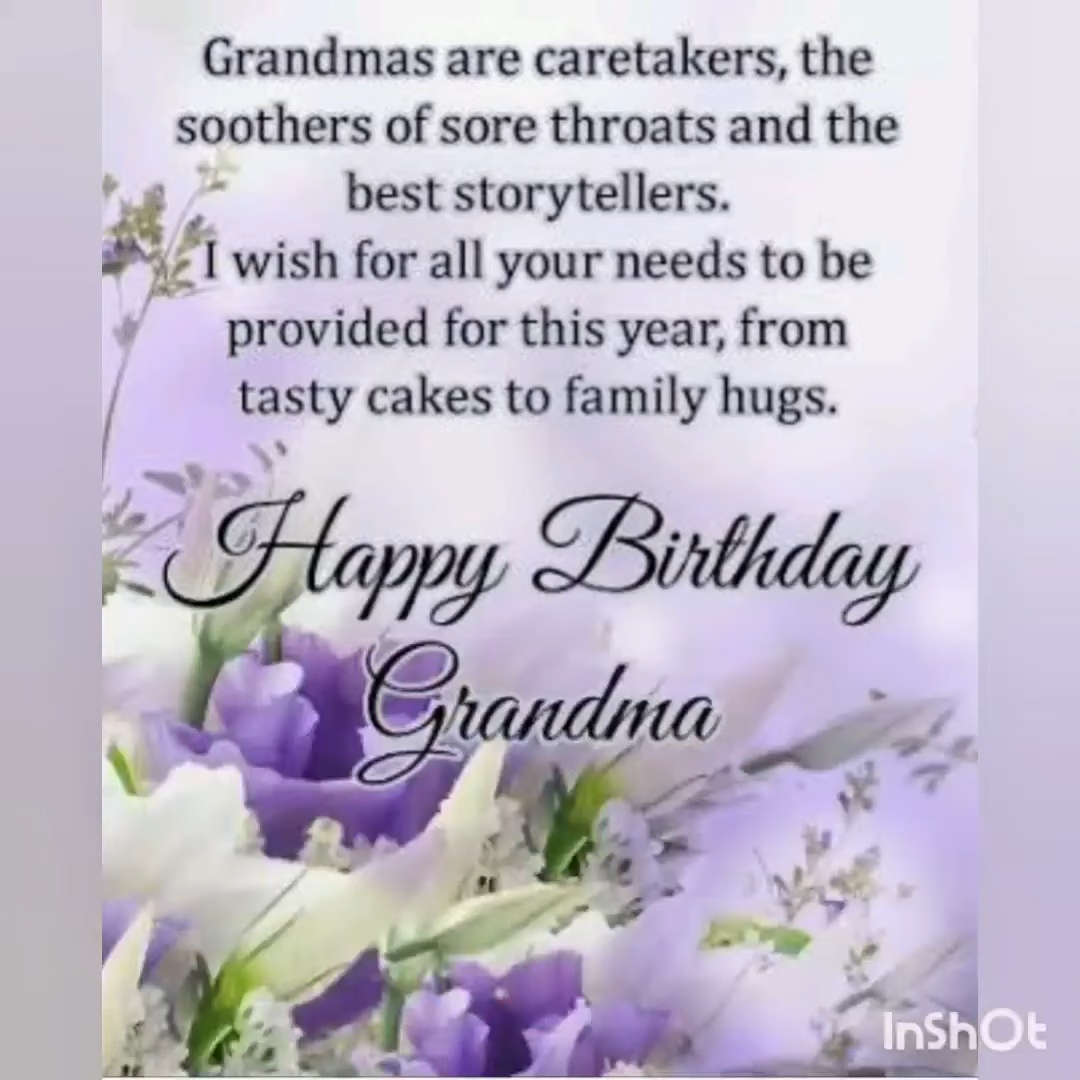 Grandmas are caretakers, the
soothers of sore throats and the
best storytellers.
I wish for all your needs to be
provided for this year, from
tasty cakes to family hugs.
Happy Birthday
Grandma
InShOt